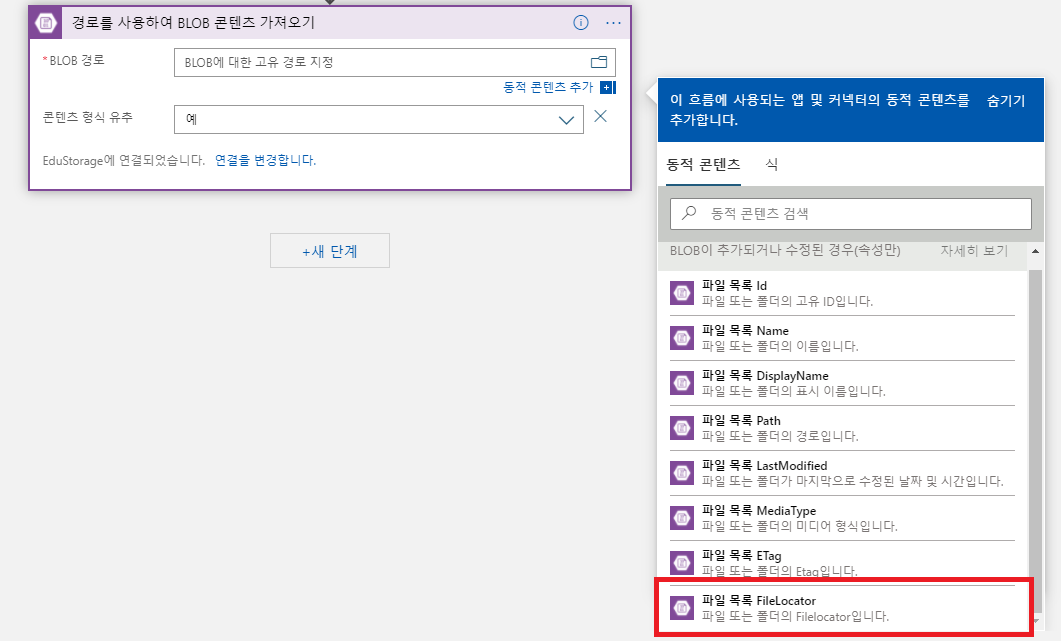 경로를 사용하여 BLOB 콘텐츠 가져오기
*BLOB 경로
BLOB에 대한 고유 경로 지정
동적 콘텐츠 추가
콘텐츠 형식 유추
예
EduStorage에 연결되었습니다. 연결을 변경합니다.
+새 단계
이 흐름에 사용되는 앱 및 커넥터의 동적 콘텐츠를 숨기기
추가합니다.
동적 콘텐츠 식
동적 콘텐츠 검색
BLOB이 추가되거나 수정된 경우(속성만) 자세히 보기
파일 목록 Id
파일 또는 폴더의 고유 ID입니다.
파일 목록 Name
파일 또는 폴더의 이름입니다.
파일 목록 DisplayName
파일 또는 폴더의 표시 이름입니다.
파일 목록 Path
파일 또는 폴더의 경로입니다.
파일 목록 LastModified
파일 또는 폴더가 마지막으로 수정된 날짜 및 시간입니다.
파일 목록 MediaType
파일 또는 폴더의 미디어 형식입니다.
파일 목록 ETag
파일 또는 폴더의 Etag입니다.
파일 목록 FileLocator
파일 또는 폴더의 Filelocator입니다.